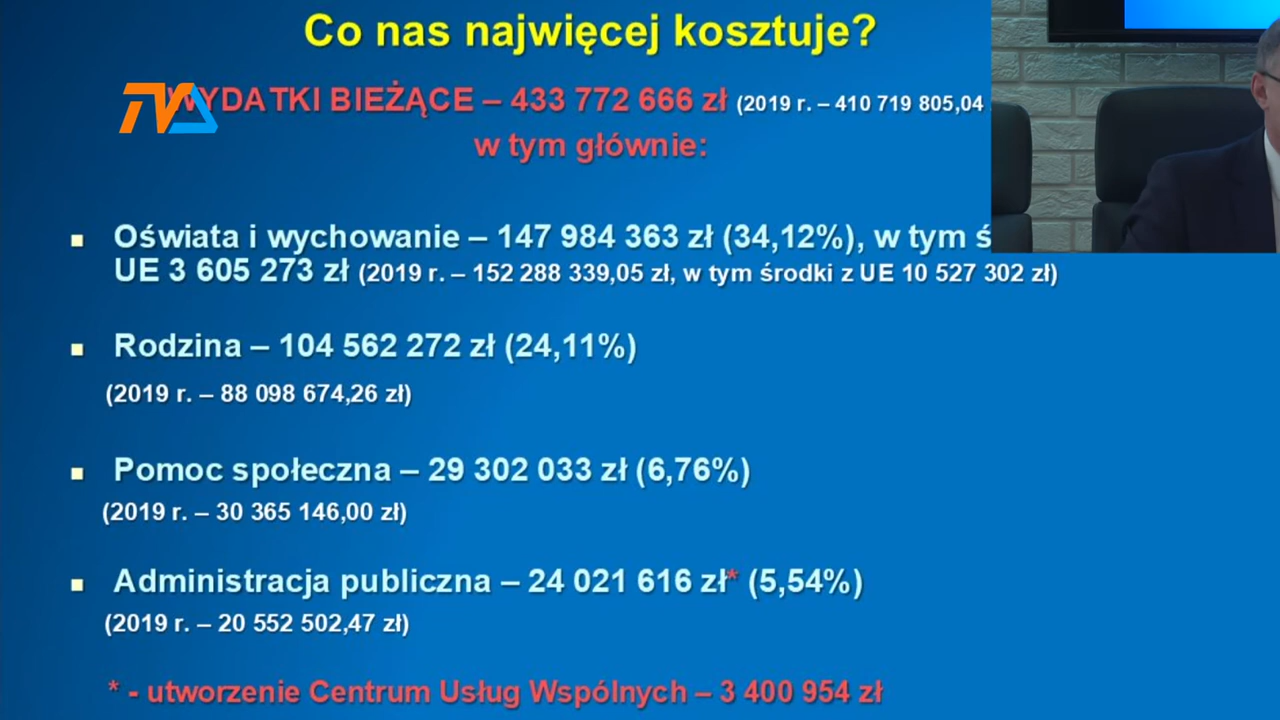 Co nas najwięcej kosztuje?
TVA
WYDATKI BIEŻĄCE – 433 772 666 zł (2019 r. – 410 719 805,04
w tym głównie:
▪ Oświata i wychowanie – 147 984 363 zł (34,12%), w tym ś
UE 3 605 273 zł (2019 r. – 152 288 339,05 zł, w tym środki z UE 10 527 302 zł)
▪ Rodzina – 104 562 272 zł (24,11%)
(2019 r. – 88 098 674,26 zł)
▪ Pomoc społeczna – 29 302 033 zł (6,76%)
(2019 r. – 30 365 146,00 zł)
▪ Administracja publiczna – 24 021 616 zł* (5,54%)
(2019 r. – 20 552 502,47 zł)
* - utworzenie Centrum Usług Wspólnych – 3 400 954 zł